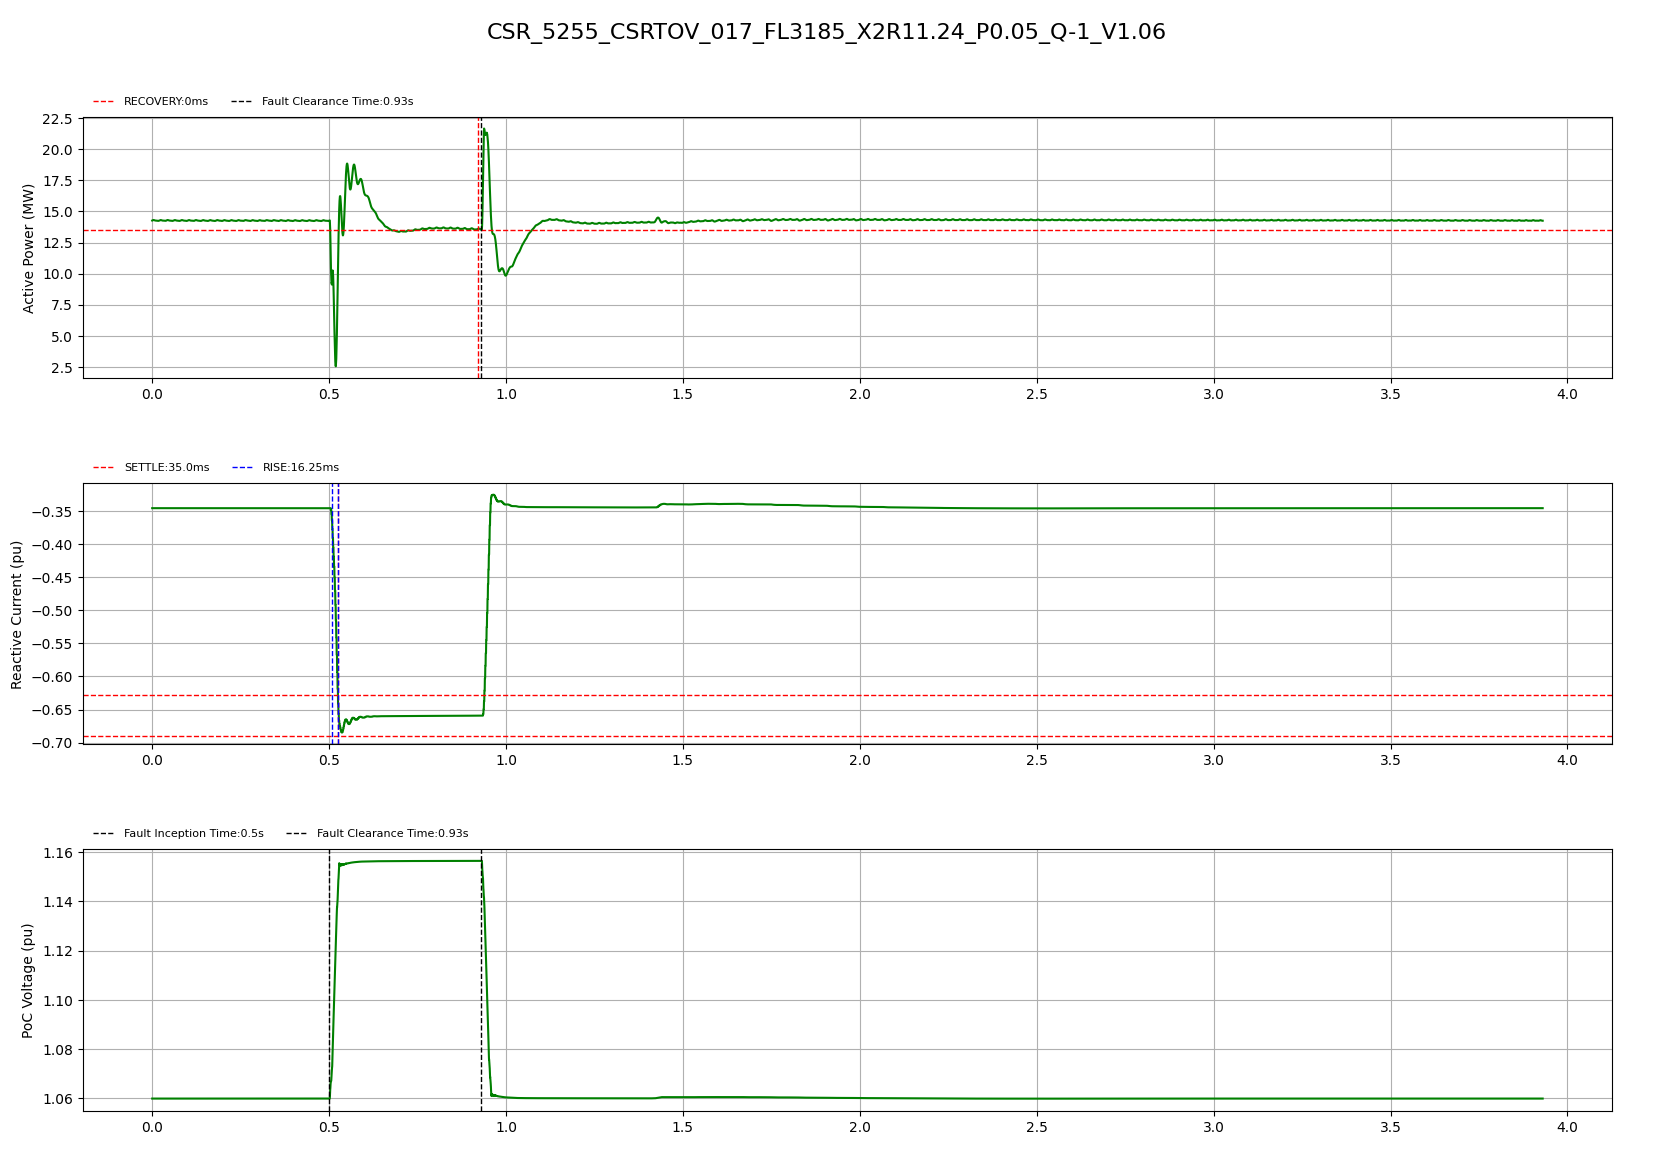 CSR_5255_CSRTOV_017_FL3185_X2R11.24_P0.05_Q-1_V1.06
RECOVERY:0ms Fault Clearance Time:0.93s
Active Power (MW)
22.5
20.0
17.5
15.0
12.5
10.0
7.5
5.0
2.5
0.0 0.5 1.0 1.5 2.0 2.5 3.0 3.5 4.0
SETTLE:35.0ms RISE:16.25ms
Reactive Current (pu)
−0.35
−0.40
−0.45
−0.50
−0.55
−0.60
−0.65
−0.70
0.0 0.5 1.0 1.5 2.0 2.5 3.0 3.5 4.0
Fault Inception Time:0.5s Fault Clearance Time:0.93s
PoC Voltage (pu)
1.16
1.14
1.12
1.10
1.08
1.06
0.0 0.5 1.0 1.5 2.0 2.5 3.0 3.5 4.0